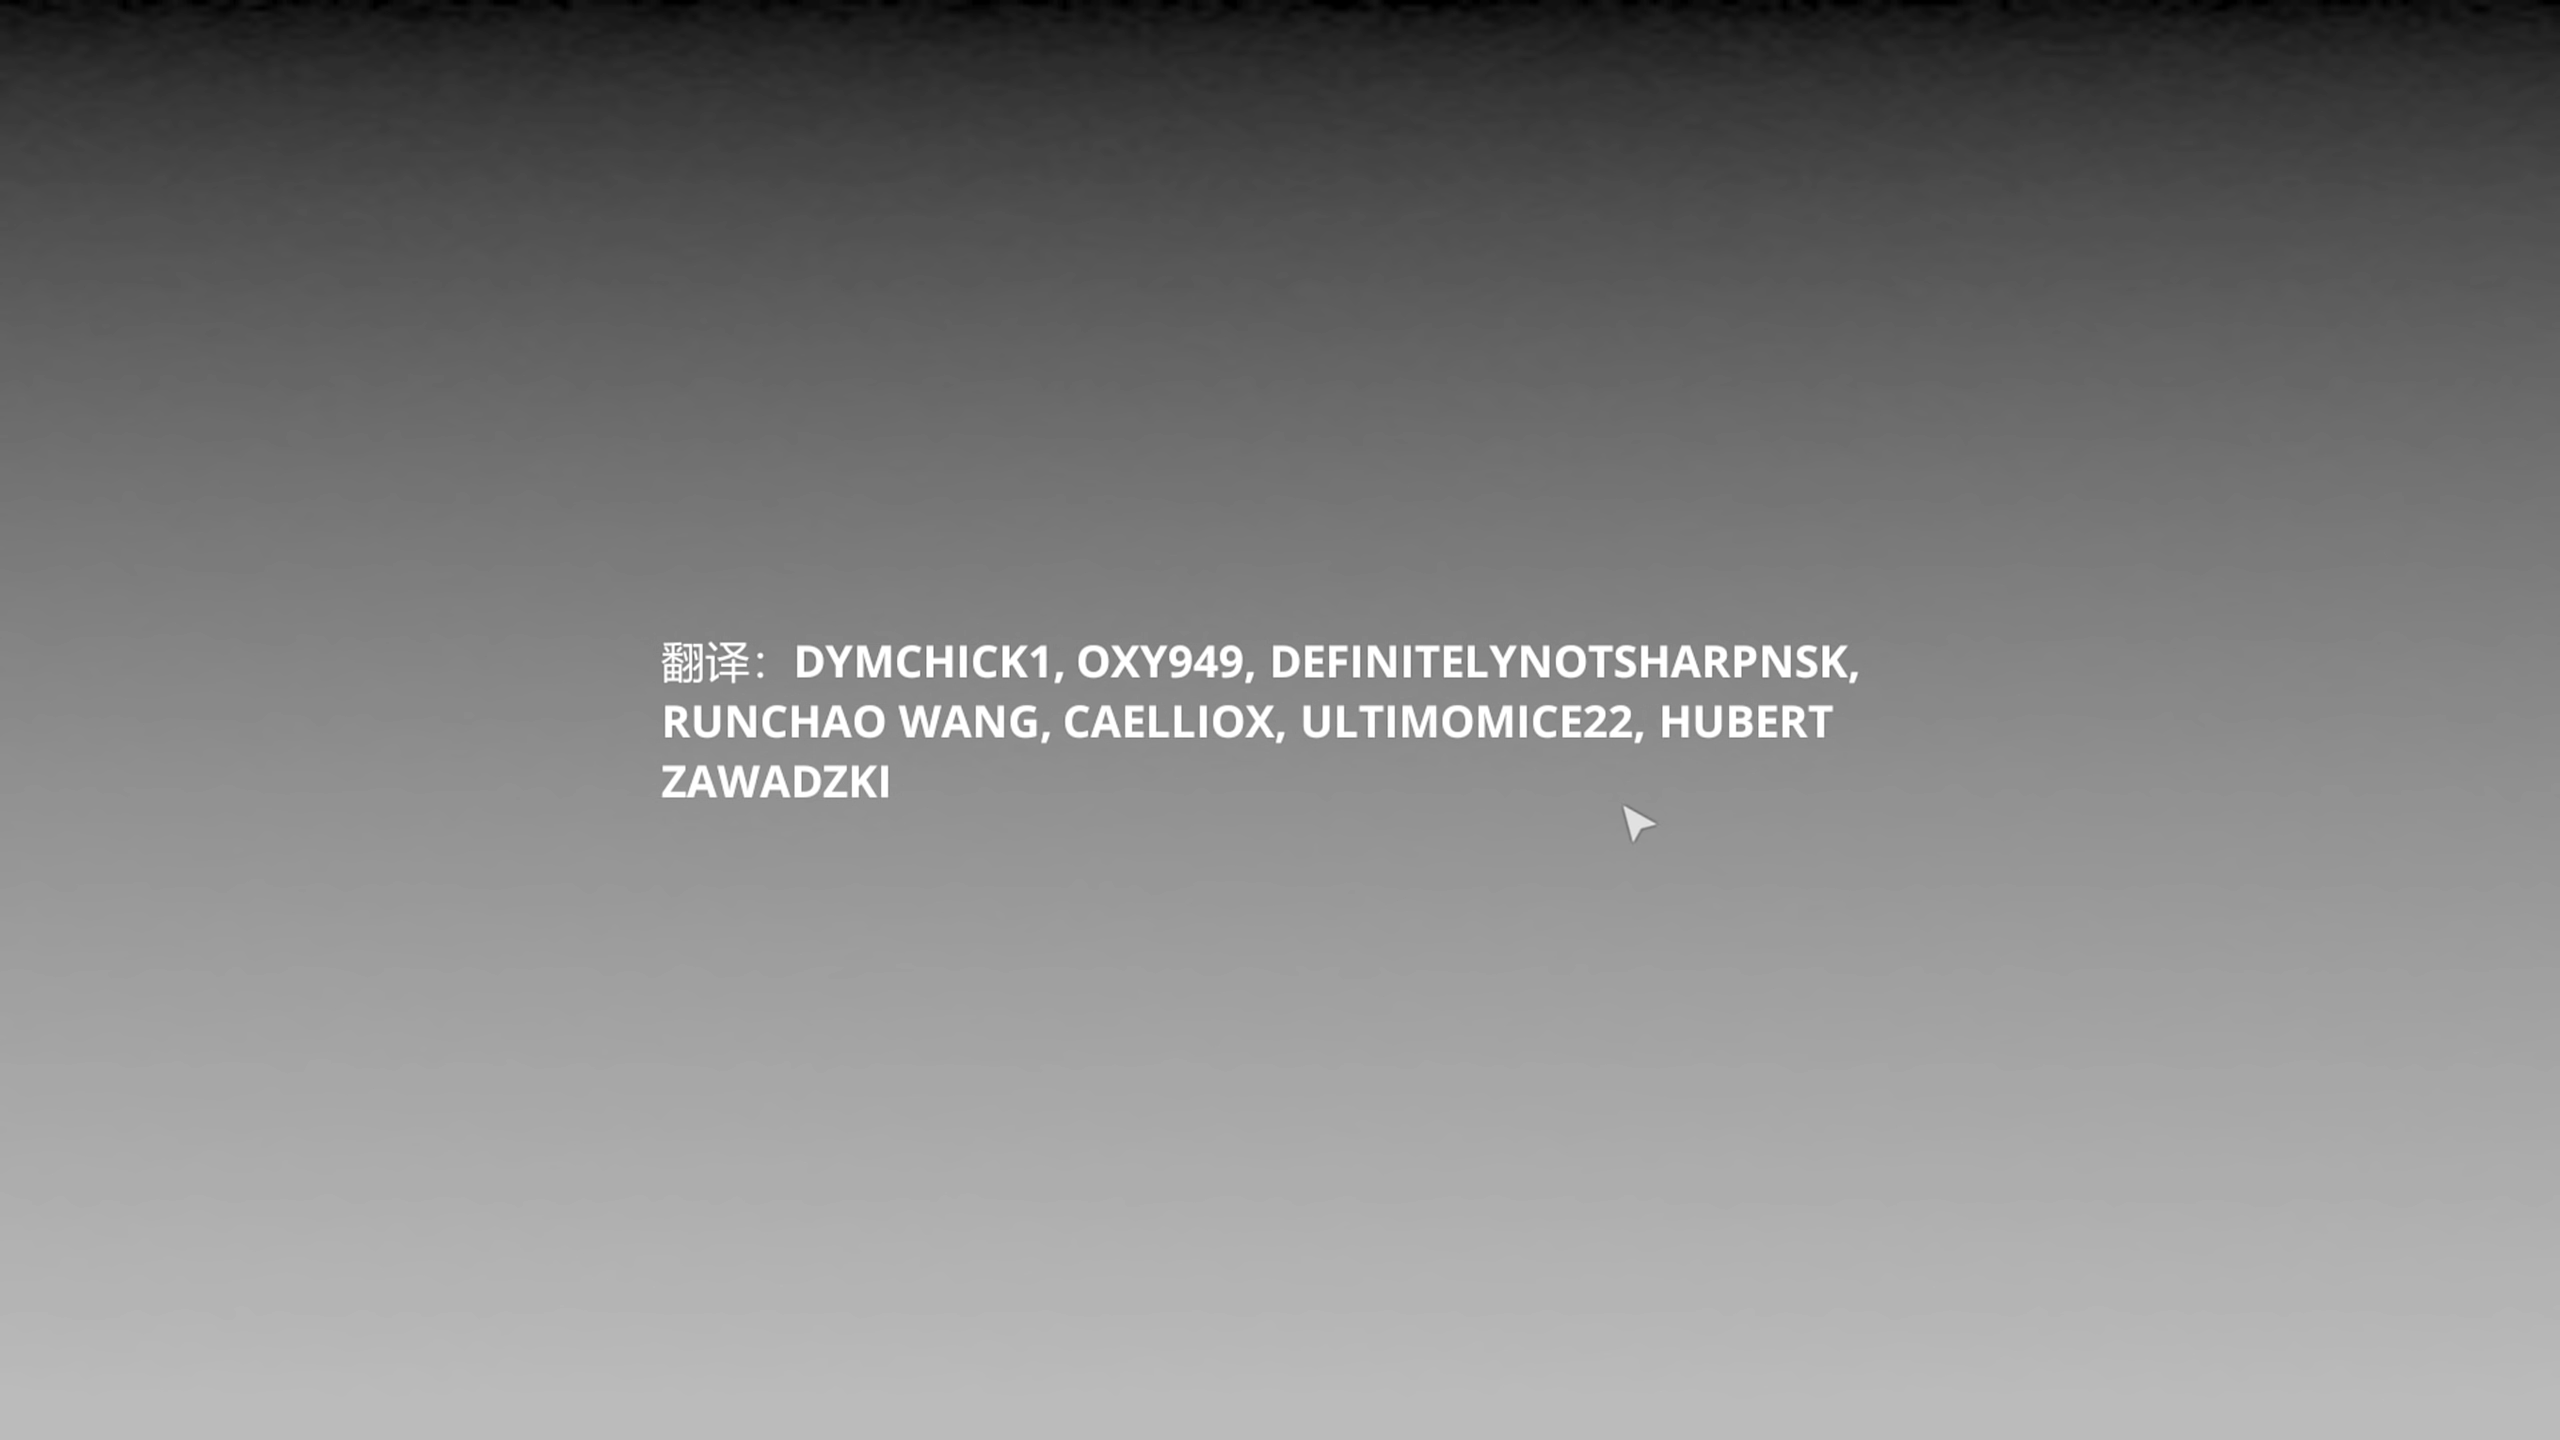 翻译：DYMCHICK1, OXY949, DEFINITELYNOTSHARPNSK,
RUNCHAO WANG, CAELLIOX, ULTIMOMICE22, HUBERT
ZAWADZKI